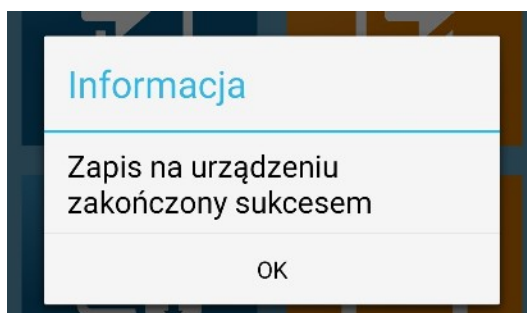 Informacja
Zapis na urządzeniu
zakończony sukcesem
OK